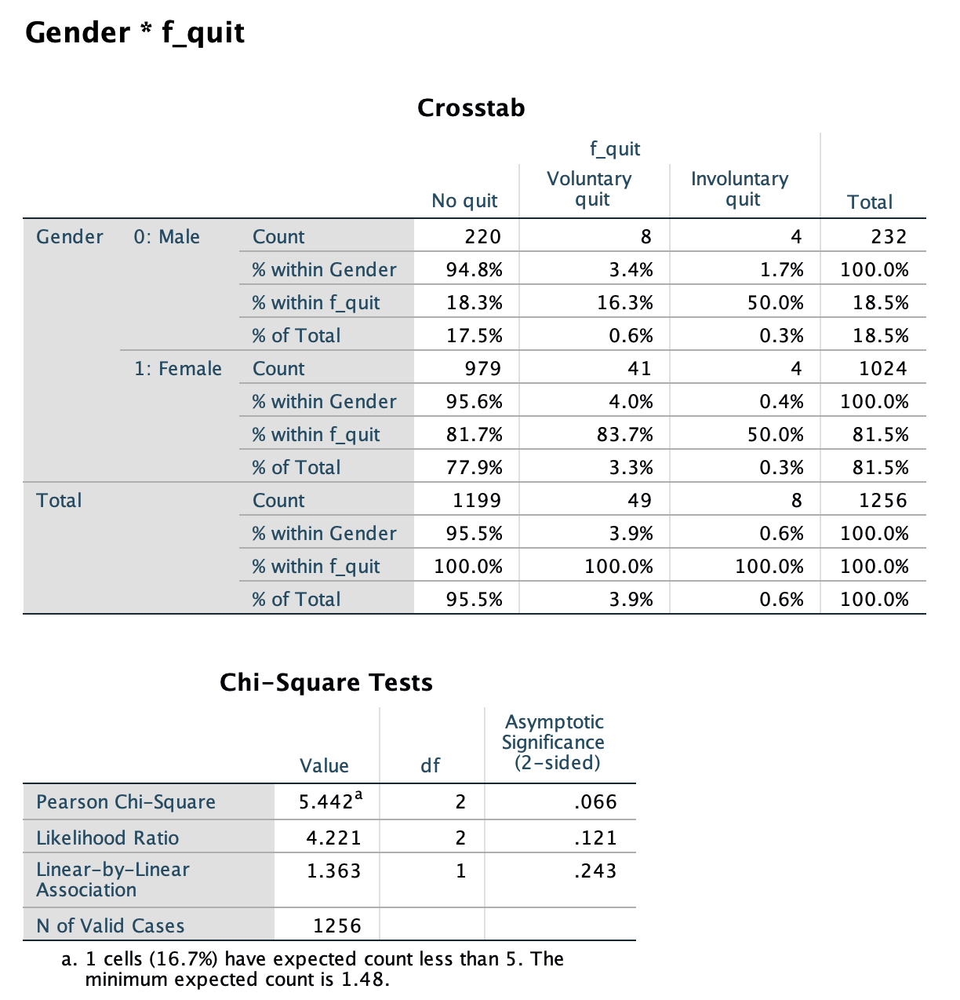 Gender * f_quit
Crosstab
f_quit
No quit Voluntary quit Involuntary quit Total
Gender 0: Male Count 220 8 4 232
% within Gender 94.8% 3.4% 1.7% 100.0%
% within f_quit 18.3% 16.3% 50.0% 18.5%
% of Total 17.5% 0.6% 0.3% 18.5%
1: Female Count 979 41 4 1024
% within Gender 95.6% 4.0% 0.4% 100.0%
% within f_quit 81.7% 83.7% 50.0% 81.5%
% of Total 77.9% 3.3% 0.3% 81.5%
Total Count 1199 49 8 1256
% within Gender 95.5% 3.9% 0.6% 100.0%
% within f_quit 100.0% 100.0% 100.0% 100.0%
% of Total 95.5% 3.9% 0.6% 100.0%
Chi-Square Tests
Value df Asymptotic Significance (2-sided)
Pearson Chi-Square 5.442a 2 .066
Likelihood Ratio 4.221 2 .121
Linear-by-Linear Association 1.363 1 .243
N of Valid Cases 1256
a. 1 cells (16.7%) have expected count less than 5. The
minimum expected count is 1.48.